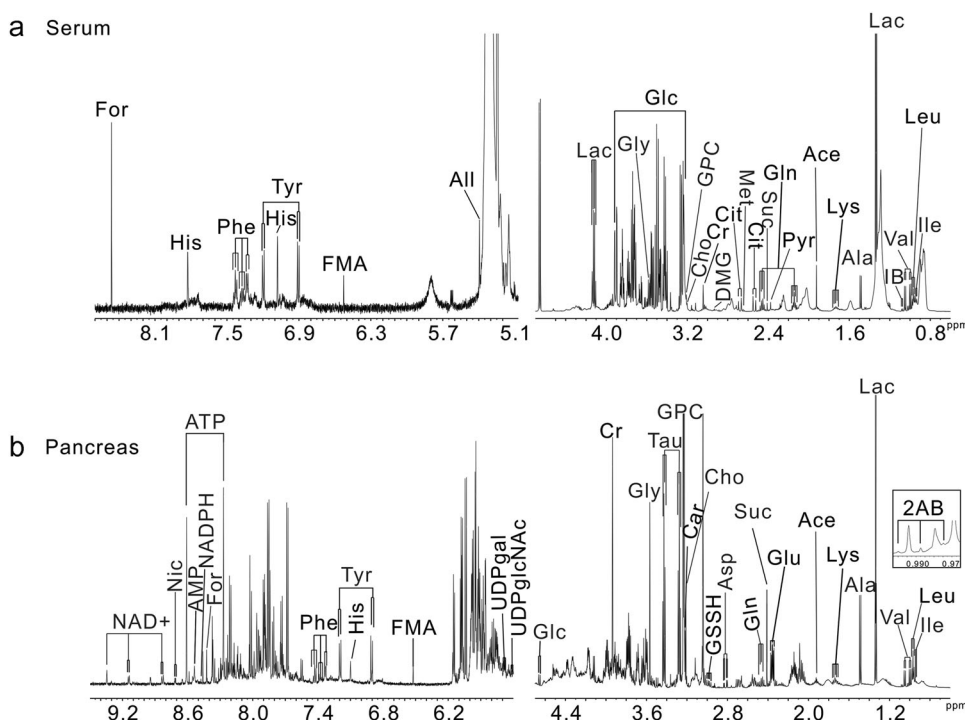 a Serum
For
His
Phe
Tyr
His
FMA
All
8.1 7.5 6.9 6.3 5.7 5.1
Lac
Glc
Gly
GPC
Cho
Cr
DMG
Cit
Met
Cit
Suc
Gln
Pyr
Ace
Lys
Ala
Lac
IB
Val
Leu
Ile
4.0 3.2 2.4 1.6 0.8 ppm
b Pancreas
NAD+
Nic
ATP
AMP
NADPH
For
Phe
Tyr
His
FMA
UDPgal
UDPglcNAc
9.2 8.6 8.0 7.4 6.8 6.2
Glc
Cr
Gly
Tau
GPC
Cho
Car
GSSH
Asp
Suc
Gln
Glu
Ace
Lys
Ala
Lac
Val
Leu
Ile
2AB
0.990 0.97
4.4 3.6 2.8 2.0 1.2 ppm